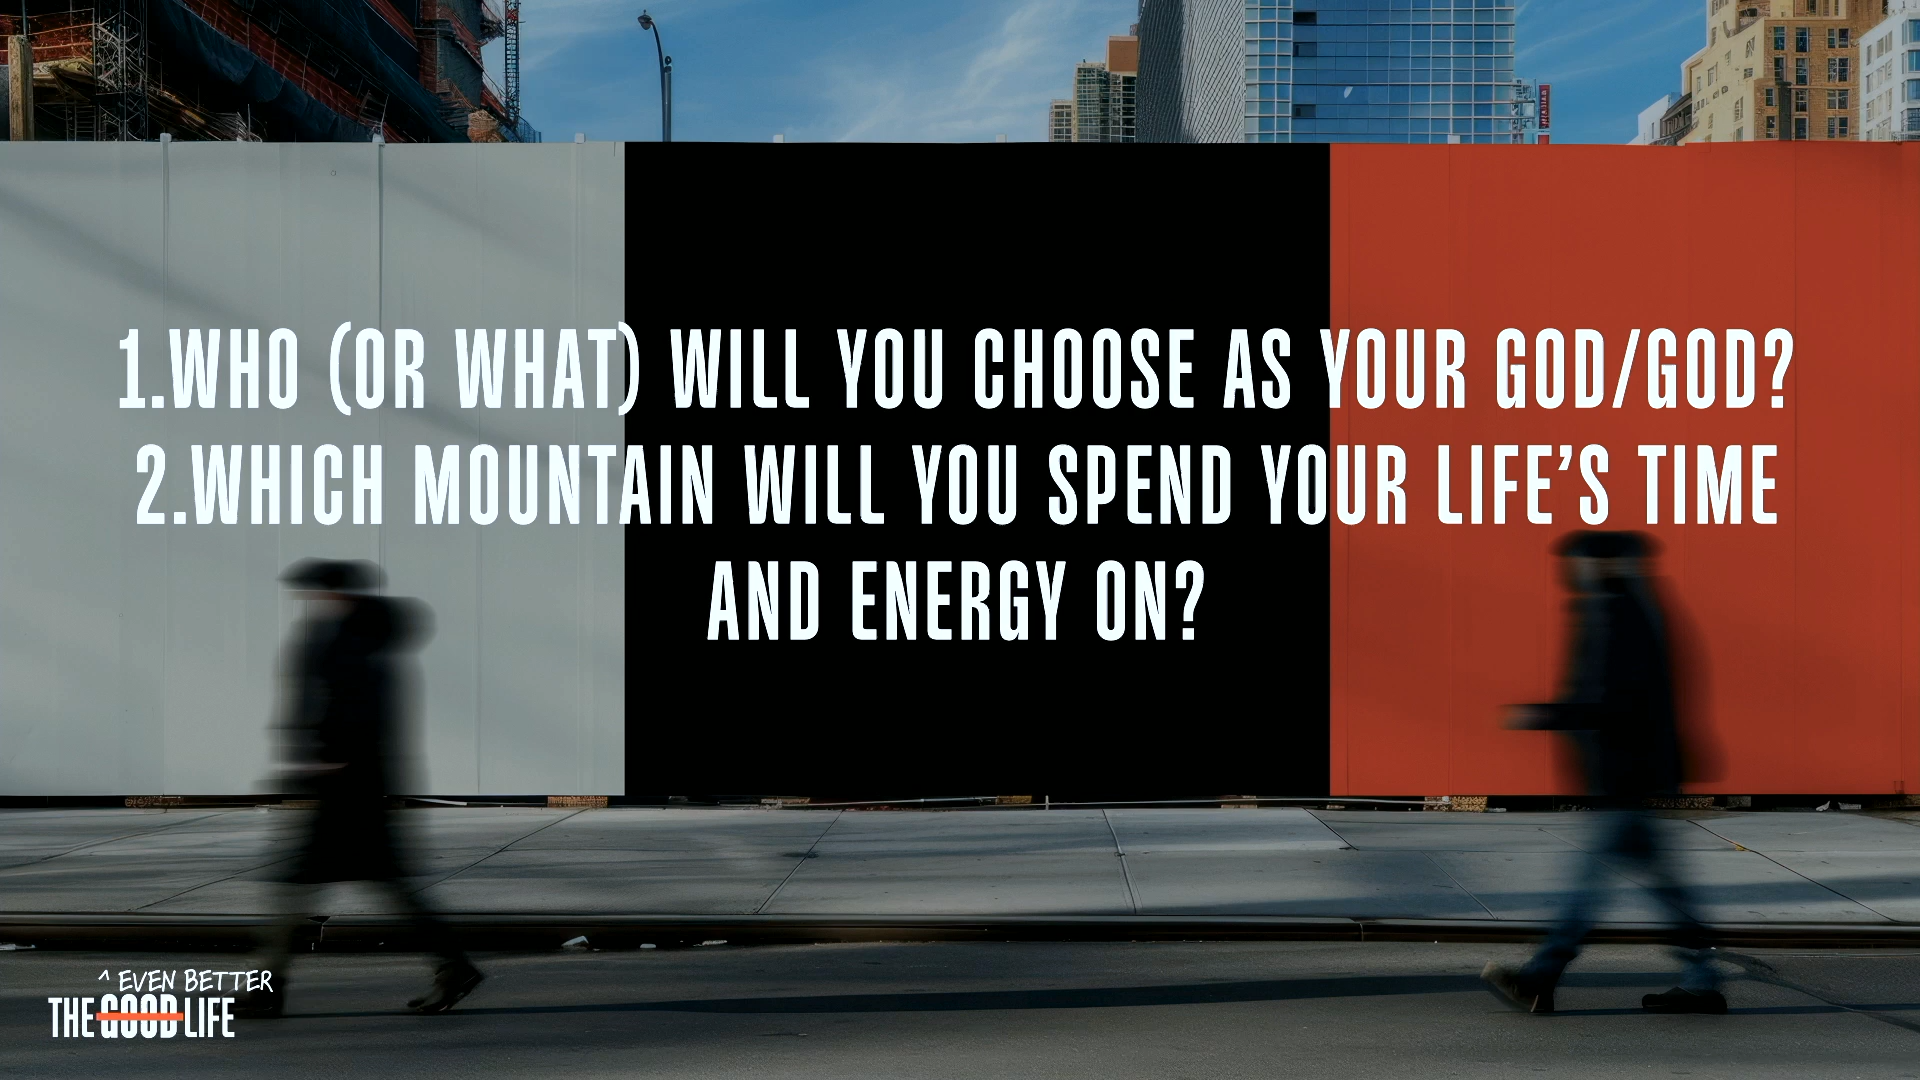 1.WHO (OR WHAT) WILL YOU CHOOSE AS YOUR GOD/GOD?
2.WHICH MOUNTAIN WILL YOU SPEND YOUR LIFE’S TIME
AND ENERGY ON?
^ EVEN BETTER
THE GOOD LIFE